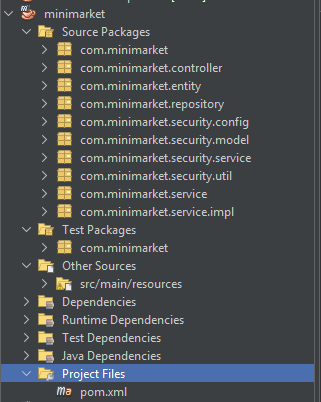 minimarket
Source Packages
com.minimarket
com.minimarket.controller
com.minimarket.entity
com.minimarket.repository
com.minimarket.security.config
com.minimarket.security.model
com.minimarket.security.service
com.minimarket.security.util
com.minimarket.service
com.minimarket.service.impl
Test Packages
com.minimarket
Other Sources
src/main/resources
Dependencies
Runtime Dependencies
Test Dependencies
Java Dependencies
Project Files
pom.xml